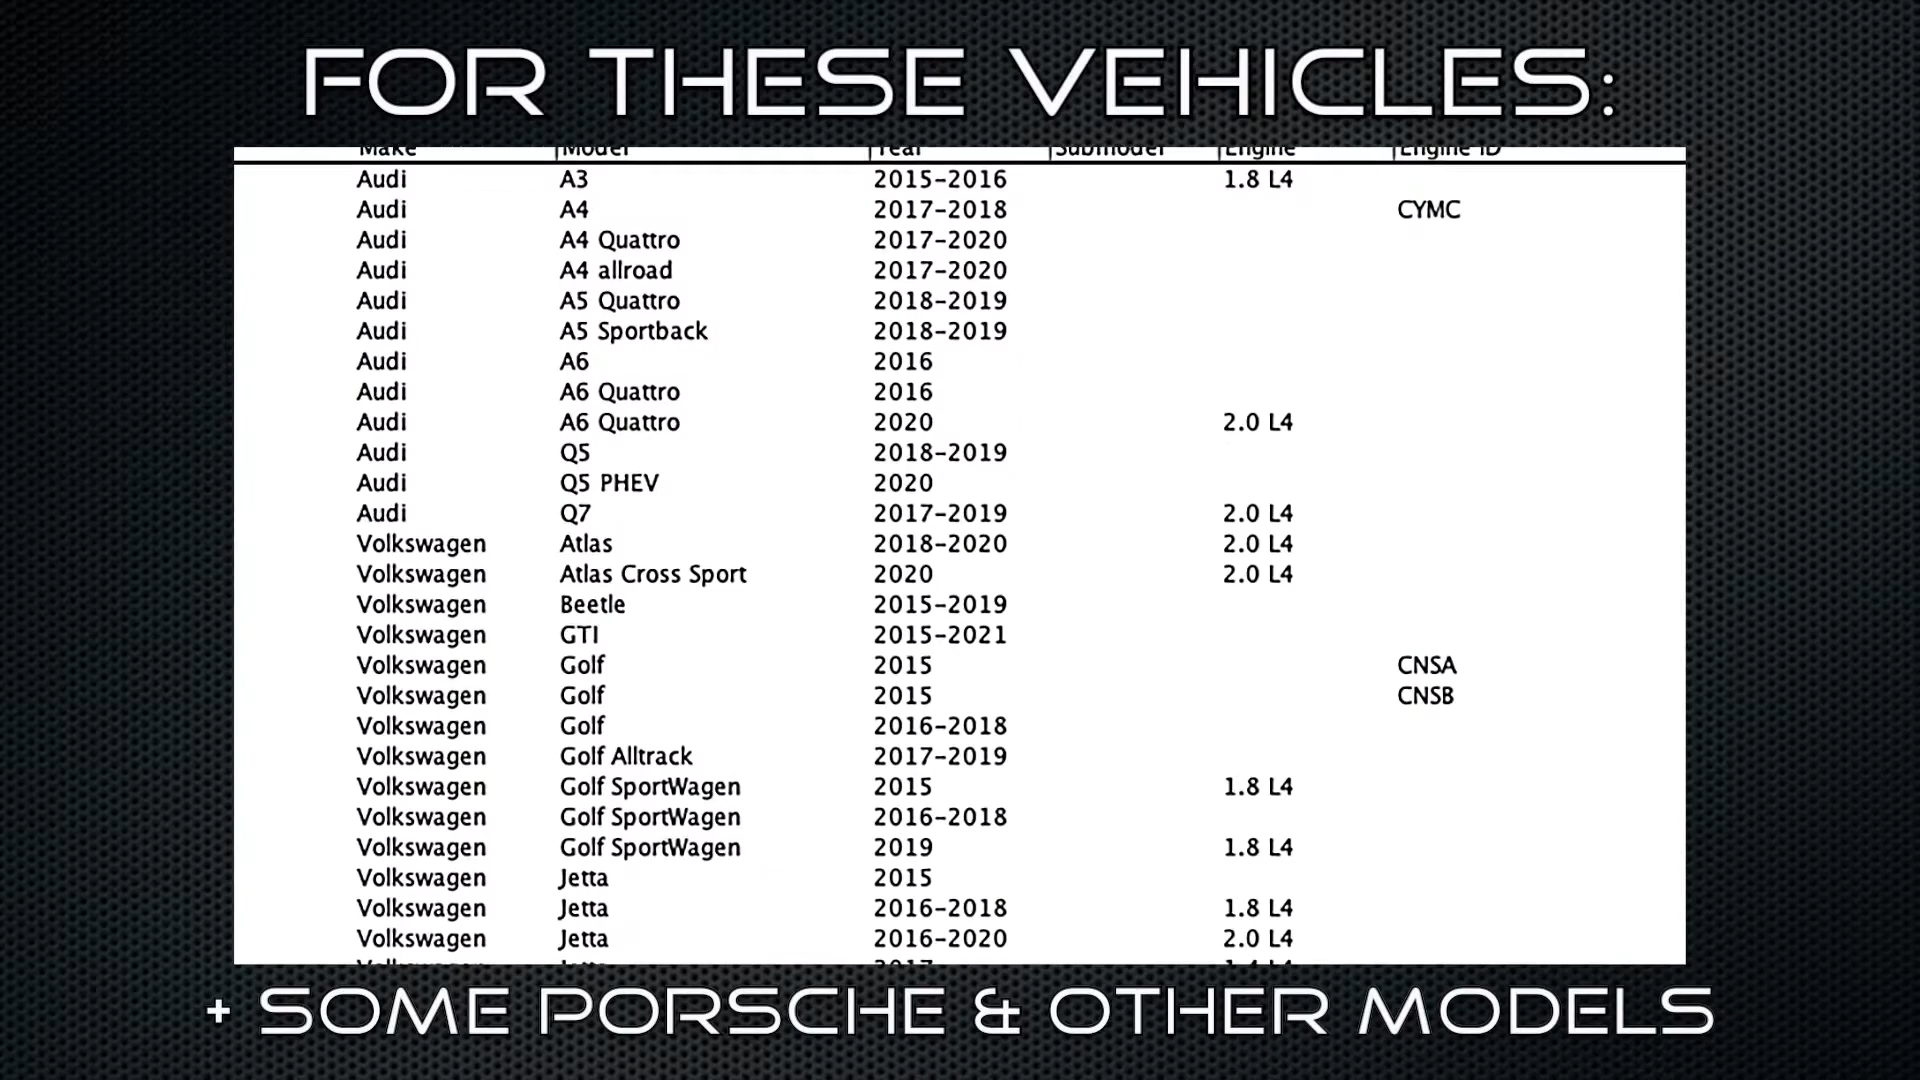 FOR THESE VEHICLES:
Make Model Year Submodel Engine Engine ID
Audi A3 2015-2016 1.8 L4
Audi A4 2017-2018 CYMC
Audi A4 Quattro 2017-2020
Audi A4 allroad 2017-2020
Audi A5 Quattro 2018-2019
Audi A5 Sportback 2018-2019
Audi A6 2016
Audi A6 Quattro 2016
Audi A6 Quattro 2020 2.0 L4
Audi Q5 2018-2019
Audi Q5 PHEV 2020
Audi Q7 2017-2019 2.0 L4
Volkswagen Atlas 2018-2020 2.0 L4
Volkswagen Atlas Cross Sport 2020 2.0 L4
Volkswagen Beetle 2015-2019
Volkswagen GTI 2015-2021
Volkswagen Golf 2015 CNSA
Volkswagen Golf 2015 CNSB
Volkswagen Golf 2016-2018
Volkswagen Golf Alltrack 2017-2019
Volkswagen Golf SportWagen 2015 1.8 L4
Volkswagen Golf SportWagen 2016-2018
Volkswagen Golf SportWagen 2019 1.8 L4
Volkswagen Jetta 2015
Volkswagen Jetta 2016-2018 1.8 L4
Volkswagen Jetta 2016-2020 2.0 L4
+ SOME PORSCHE & OTHER MODELS